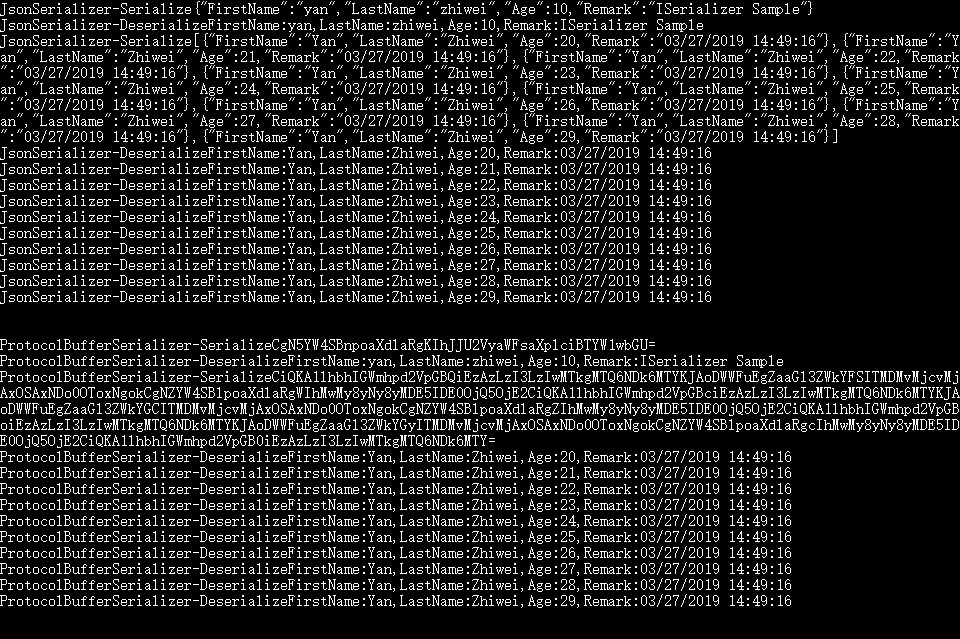 JsonSerializer-Serialize{"FirstName":"yan","LastName":"zhiwei","Age":10,"Remark":"ISerializer Sample"}
JsonSerializer-DeserializeFirstName:yan,LastName:zhiwei,Age:10,Remark:ISerializer Sample
JsonSerializer-Serialize[{"FirstName":"Yan","LastName":"Zhiwei","Age":20,"Remark":"03/27/2019 14:49:16"},{"FirstName":"Y
an","LastName":"Zhiwei","Age":21,"Remark":"03/27/2019 14:49:16"},{"FirstName":"Yan","LastName":"Zhiwei","Age":22,"Remark
":"03/27/2019 14:49:16"},{"FirstName":"Yan","LastName":"Zhiwei","Age":23,"Remark":"03/27/2019 14:49:16"},{"FirstName":"Y
an","LastName":"Zhiwei","Age":24,"Remark":"03/27/2019 14:49:16"},{"FirstName":"Yan","LastName":"Zhiwei","Age":25,"Remark
":"03/27/2019 14:49:16"},{"FirstName":"Yan","LastName":"Zhiwei","Age":26,"Remark":"03/27/2019 14:49:16"},{"FirstName":"Y
an","LastName":"Zhiwei","Age":27,"Remark":"03/27/2019 14:49:16"},{"FirstName":"Yan","LastName":"Zhiwei","Age":28,"Remark
":"03/27/2019 14:49:16"},{"FirstName":"Yan","LastName":"Zhiwei","Age":29,"Remark":"03/27/2019 14:49:16"}]
JsonSerializer-DeserializeFirstName:Yan,LastName:Zhiwei,Age:20,Remark:03/27/2019 14:49:16
JsonSerializer-DeserializeFirstName:Yan,LastName:Zhiwei,Age:21,Remark:03/27/2019 14:49:16
JsonSerializer-DeserializeFirstName:Yan,LastName:Zhiwei,Age:22,Remark:03/27/2019 14:49:16
JsonSerializer-DeserializeFirstName:Yan,LastName:Zhiwei,Age:23,Remark:03/27/2019 14:49:16
JsonSerializer-DeserializeFirstName:Yan,LastName:Zhiwei,Age:24,Remark:03/27/2019 14:49:16
JsonSerializer-DeserializeFirstName:Yan,LastName:Zhiwei,Age:25,Remark:03/27/2019 14:49:16
JsonSerializer-DeserializeFirstName:Yan,LastName:Zhiwei,Age:26,Remark:03/27/2019 14:49:16
JsonSerializer-DeserializeFirstName:Yan,LastName:Zhiwei,Age:27,Remark:03/27/2019 14:49:16
JsonSerializer-DeserializeFirstName:Yan,LastName:Zhiwei,Age:28,Remark:03/27/2019 14:49:16
JsonSerializer-DeserializeFirstName:Yan,LastName:Zhiwei,Age:29,Remark:03/27/2019 14:49:16
ProtocolBufferSerializer-SerializeCgN5YW4SBnpoaXdlaRgKIhJJU2VyaWFsaXplciBTYW1wbGU=
ProtocolBufferSerializer-DeserializeFirstName:yan,LastName:zhiwei,Age:10,Remark:ISerializer Sample
ProtocolBufferSerializer-SerializeCiQKA1lhbhIGWmhpd2VpGBQiEzAzLzI3LzIwMTkgMTQ6NDk6MTYKJAoDWWFuEgZaaGl3ZWkYFSITMDMvMjcvMj
AxOSAxNDo0OToxNgokCgNZYW4SBlpoaXdlaRgWIhMwMy8yNy8yMDE5IDE0OjQ5OjE2CiQKA1lhbhIGWmhpd2VpGBciEzAzLzI3LzIwMTkgMTQ6NDk6MTYKJA
oDWWFuEgZaaGl3ZWkYGCITMDMvMjcvMjAxOSAxNDo0OToxNgokCgNZYW4SBlpoaXdlaRgZIhMwMy8yNy8yMDE5IDE0OjQ5OjE2CiQKA1lhbhIGWmhpd2VpGB
oiEzAzLzI3LzIwMTkgMTQ6NDk6MTYKJAoDWWFuEgZaaGl3ZWkYGyITMDMvMjcvMjAxOSAxNDo0OToxNgokCgNZYW4SBlpoaXdlaRgcIhMwMy8yNy8yMDE5ID
E0OjQ5OjE2CiQKA1lhbhIGWmhpd2VpGB0iEzAzLzI3LzIwMTkgMTQ6NDk6MTY=
ProtocolBufferSerializer-DeserializeFirstName:Yan,LastName:Zhiwei,Age:20,Remark:03/27/2019 14:49:16
ProtocolBufferSerializer-DeserializeFirstName:Yan,LastName:Zhiwei,Age:21,Remark:03/27/2019 14:49:16
ProtocolBufferSerializer-DeserializeFirstName:Yan,LastName:Zhiwei,Age:22,Remark:03/27/2019 14:49:16
ProtocolBufferSerializer-DeserializeFirstName:Yan,LastName:Zhiwei,Age:23,Remark:03/27/2019 14:49:16
ProtocolBufferSerializer-DeserializeFirstName:Yan,LastName:Zhiwei,Age:24,Remark:03/27/2019 14:49:16
ProtocolBufferSerializer-DeserializeFirstName:Yan,LastName:Zhiwei,Age:25,Remark:03/27/2019 14:49:16
ProtocolBufferSerializer-DeserializeFirstName:Yan,LastName:Zhiwei,Age:26,Remark:03/27/2019 14:49:16
ProtocolBufferSerializer-DeserializeFirstName:Yan,LastName:Zhiwei,Age:27,Remark:03/27/2019 14:49:16
ProtocolBufferSerializer-DeserializeFirstName:Yan,LastName:Zhiwei,Age:28,Remark:03/27/2019 14:49:16
ProtocolBufferSerializer-DeserializeFirstName:Yan,LastName:Zhiwei,Age:29,Remark:03/27/2019 14:49:16